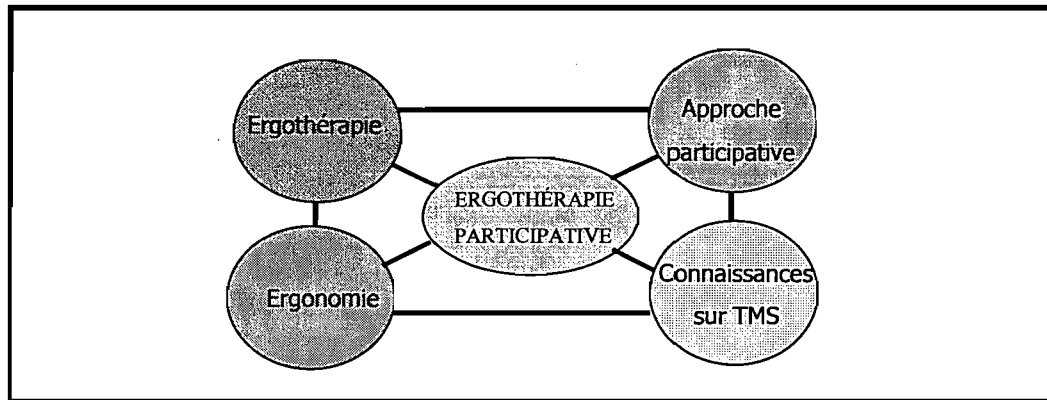 Ergothérapie
Approche
participative
ERGOTHÉRAPIE
PARTICIPATIVE
Ergonomie
Connaissances
sur TMS